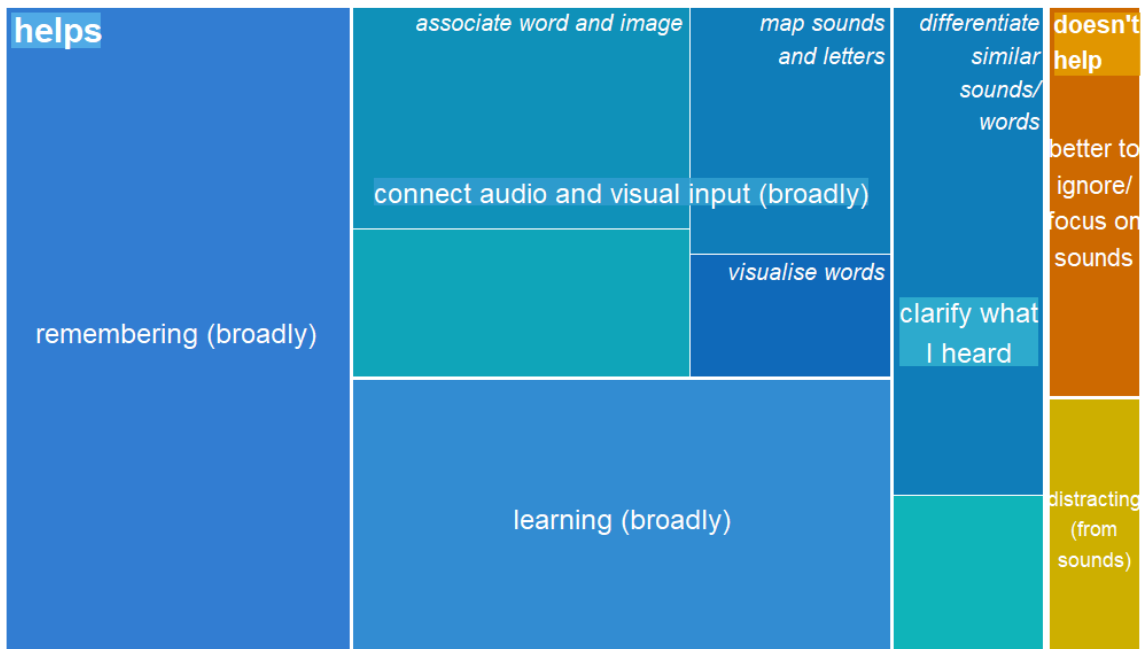 helps
associate word and image
map sounds
and letters
differentiate
similar
sounds/
words
doesn't
help
better to
ignore/
focus on
sounds
connect audio and visual input (broadly)
visualise words
remembering (broadly)
clarify what
I heard
learning (broadly)
distracting
(from
sounds)